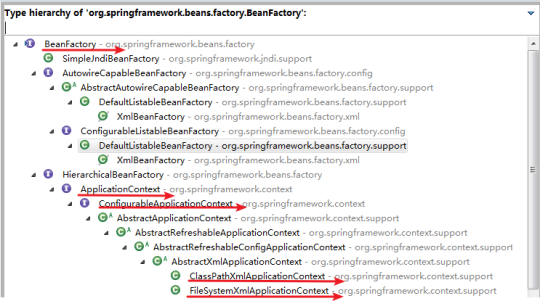 Type hierarchy of 'org.springframework.beans.factory.BeanFactory':
BeanFactory - org.springframework.beans.factory
SimpleJndiBeanFactory - org.springframework.jndi.support
AutowireCapableBeanFactory - org.springframework.beans.factory.config
AbstractAutowireCapableBeanFactory - org.springframework.beans.factory.support
DefaultListableBeanFactory - org.springframework.beans.factory.support
XmlBeanFactory - org.springframework.beans.factory.xml
ConfigurableListableBeanFactory - org.springframework.beans.factory.config
DefaultListableBeanFactory - org.springframework.beans.factory.support
XmlBeanFactory - org.springframework.beans.factory.xml
HierarchicalBeanFactory - org.springframework.beans.factory
ApplicationContext - org.springframework.context
ConfigurableApplicationContext - org.springframework.context
AbstractApplicationContext - org.springframework.context.support
AbstractRefreshableApplicationContext - org.springframework.context.support
AbstractRefreshableConfigApplicationContext - org.springframework.context.support
AbstractXmlApplicationContext - org.springframework.context.support
ClassPathXmlApplicationContext - org.springframework.context.support
FileSystemXmlApplicationContext - org.springframework.context.support